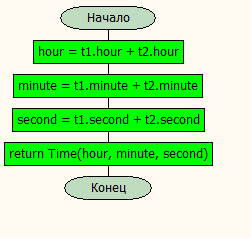 Начало
hour = t1.hour + t2.hour
minute = t1.minute + t2.minute
second = t1.second + t2.second
return Time(hour, minute, second)
Конец